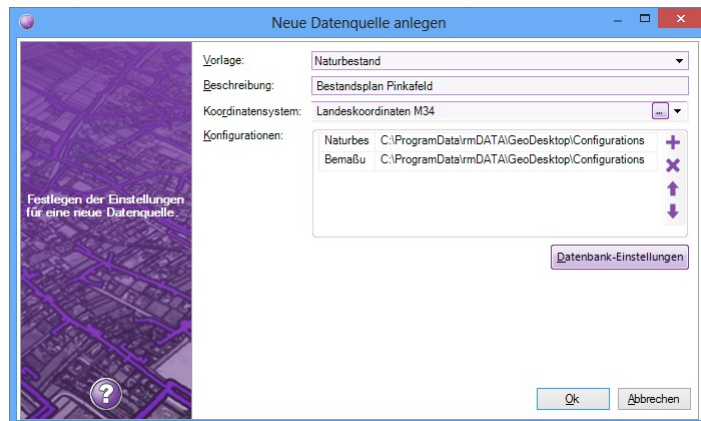 Neue Datenquelle anlegen
Vorlage: Naturbestand
Beschreibung: Bestandsplan Pinkafeld
Koordinatensystem: Landeskoordinaten M34 ...
Konfigurationen: Naturbes C:\ProgramData\rmDATA\GeoDesktop\Configurations
Bemaßu C:\ProgramData\rmDATA\GeoDesktop\Configurations
Festlegen der Einstellungen
für eine neue Datenquelle.
Datenbank-Einstellungen
?
Ok Abbrechen